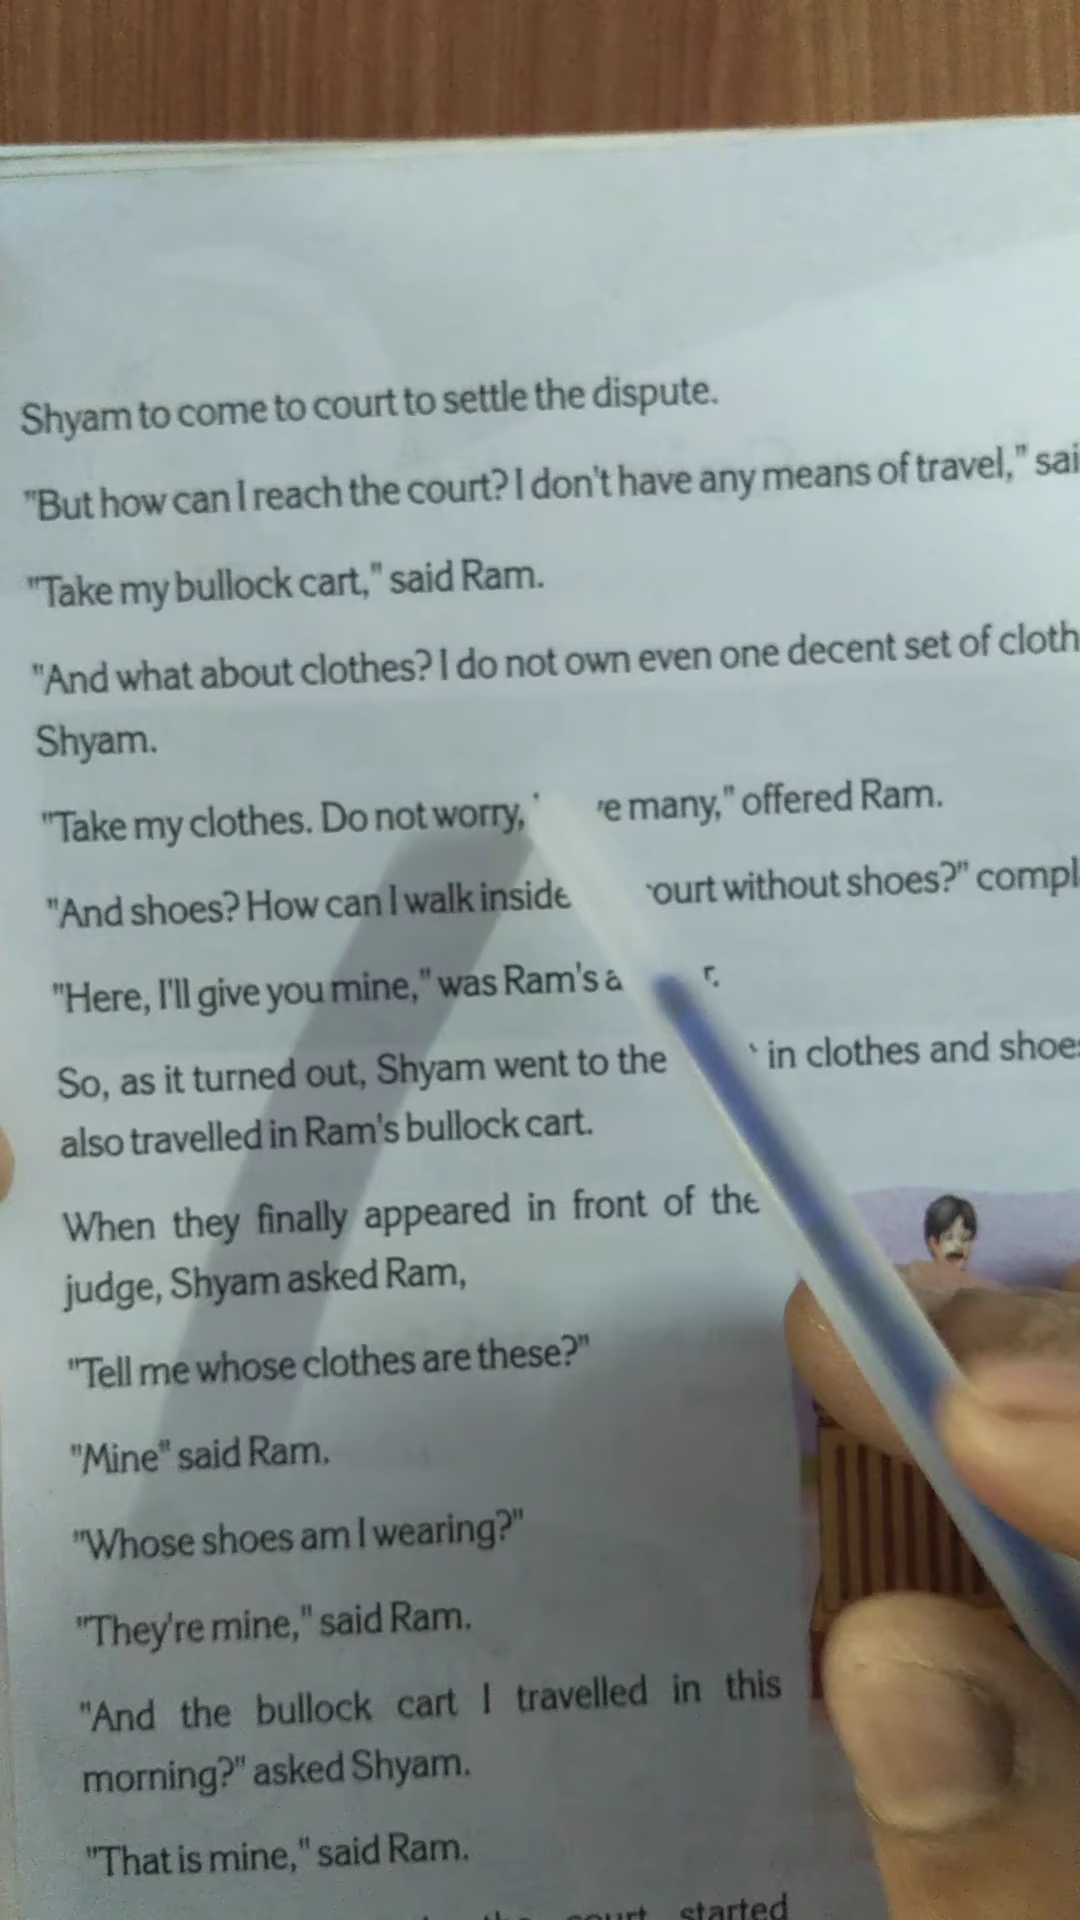 Shyam to come to court to settle the dispute.
"But how can I reach the court? I don't have any means of travel,"
"Take my bullock cart," said Ram.
"And what about clothes? I do not own even one decent set of
Shyam.
"Take my clothes. Do not worry, many," offered Ram.
"And shoes? How can I walk inside without shoes?"
"Here, I'll give you mine," was Ram's
So, as it turned out, Shyam went to the in clothes and
also travelled in Ram's bullock cart.
When they finally appeared in front of the
judge, Shyam asked Ram,
"Tell me whose clothes are these?"
"Mine" said Ram.
"Whose shoes am I wearing?"
"They're mine," said Ram.
"And the bullock cart I travelled in this
morning?" asked Shyam.
"That is mine," said Ram.
the court started